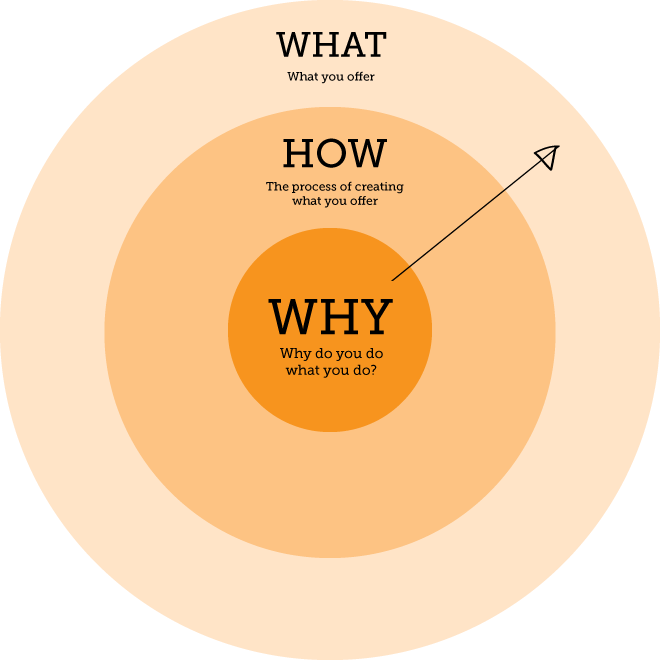 WHAT
What you offer
HOW
The process of creating
what you offer
WHY
Why do you do
what you do?